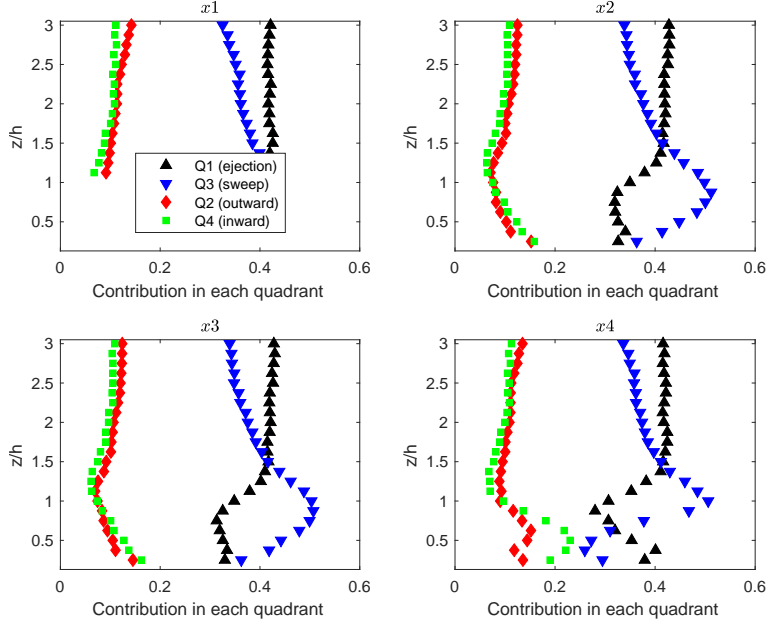 x1
3
2.5
2
1.5
1
0.5
z/h
0
0.2
0.4
0.6
Contribution in each quadrant
Q1 (ejection)
Q3 (sweep)
Q2 (outward)
Q4 (inward)
x2
3
2.5
2
1.5
1
0.5
z/h
0
0.2
0.4
0.6
Contribution in each quadrant
x3
3
2.5
2
1.5
1
0.5
z/h
0
0.2
0.4
0.6
Contribution in each quadrant
x4
3
2.5
2
1.5
1
0.5
z/h
0
0.2
0.4
0.6
Contribution in each quadrant